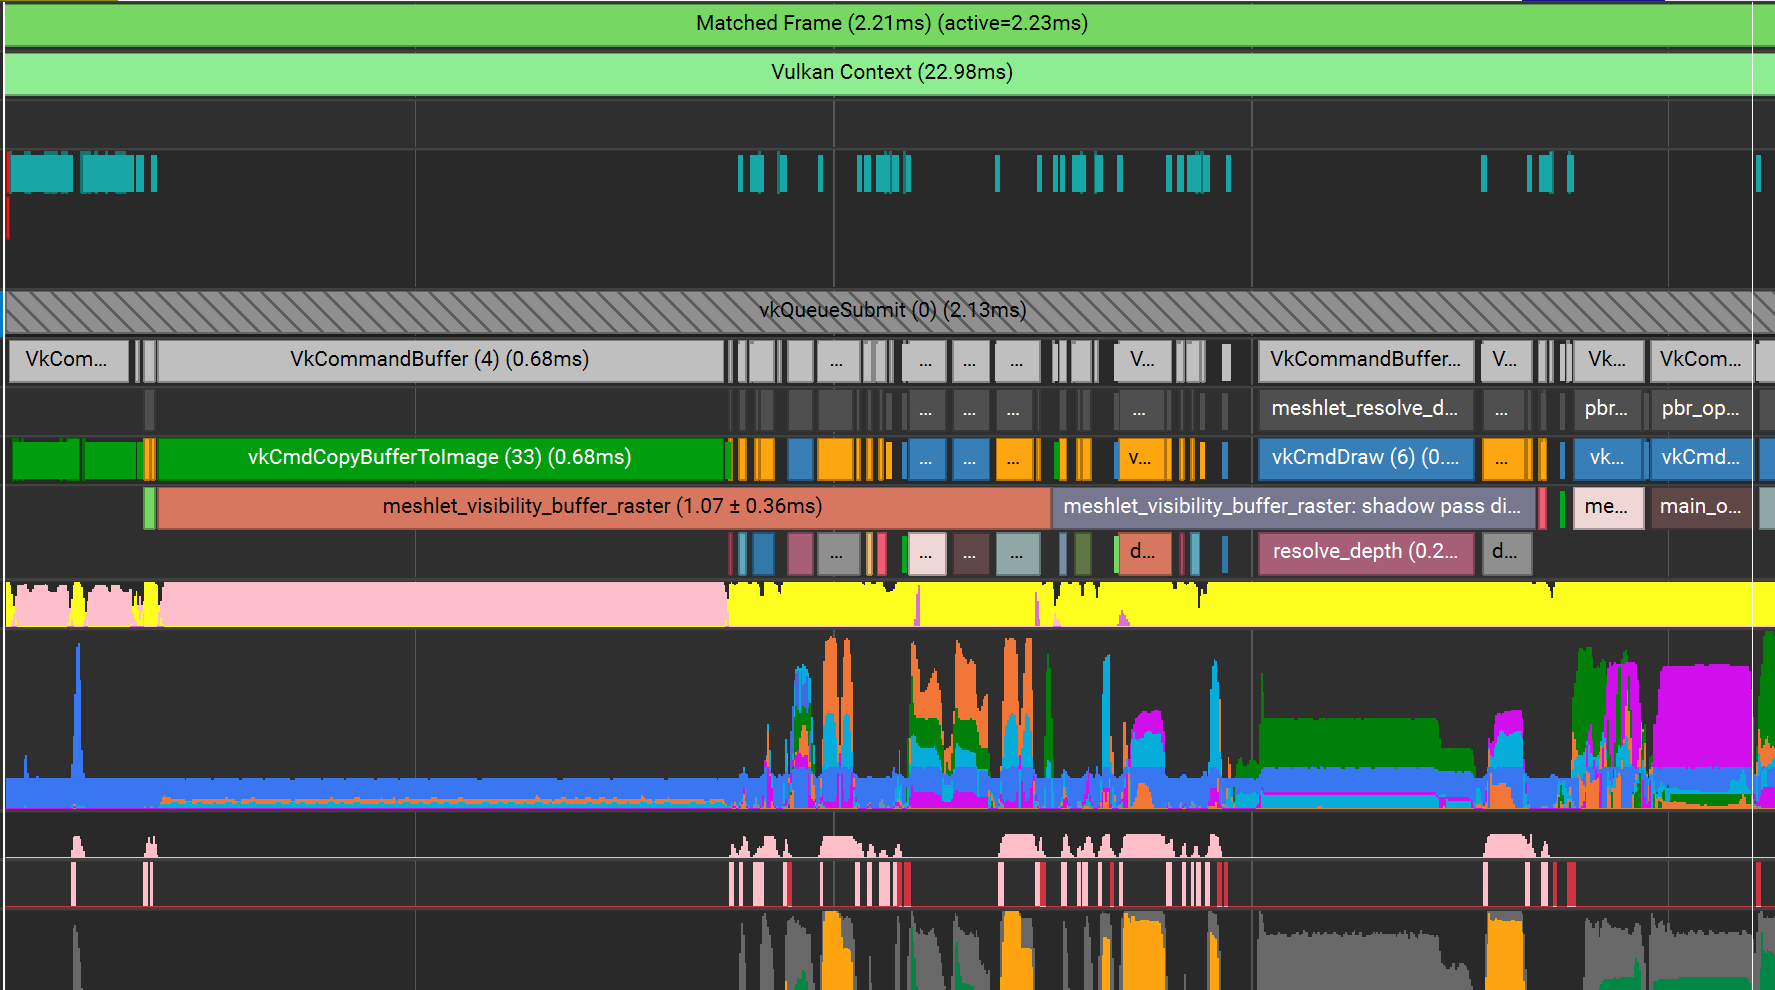 Matched Frame (2.21ms) (active=2.23ms)
Vulkan Context (22.98ms)
vkQueueSubmit (0) (2.13ms)
VkCom... VkCommandBuffer (4) (0.68ms) ... ... ... ... V... VkCommandBuffer... V... Vk... VkCom...
... ... ... ... meshlet_resolve_d... ... pbr... pbr_op...
vkCmdCopyBufferToImage (33) (0.68ms) ... ... ... v... vkCmdDraw (6) (0.... ... vk... vkCmd...
meshlet_visibility_buffer_raster (1.07 ± 0.36ms) meshlet_visibility_buffer_raster: shadow pass di... me... main_o...
... ... ... ... d... resolve_depth (0.2... d...